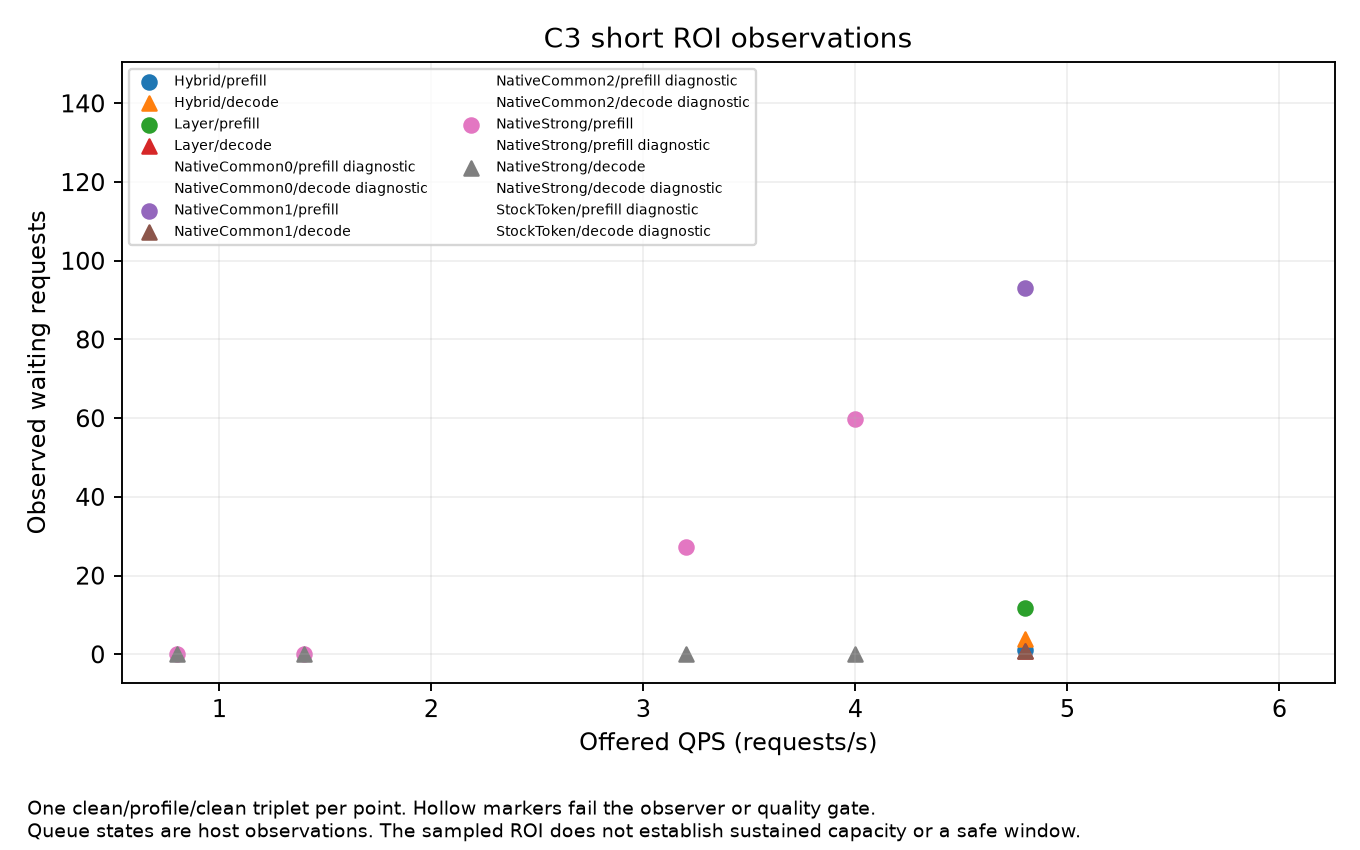 C3 short ROI observations
Hybrid/prefill
Hybrid/decode
Layer/prefill
Layer/decode
NativeCommon0/prefill diagnostic
NativeCommon0/decode diagnostic
NativeCommon1/prefill
NativeCommon1/decode
NativeCommon2/prefill diagnostic
NativeCommon2/decode diagnostic
NativeStrong/prefill
NativeStrong/prefill diagnostic
NativeStrong/decode
NativeStrong/decode diagnostic
StockToken/prefill diagnostic
StockToken/decode diagnostic
Observed waiting requests
140
120
100
80
60
40
20
0
1 2 3 4 5 6
Offered QPS (requests/s)
One clean/profile/clean triplet per point. Hollow markers fail the observer or quality gate.
Queue states are host observations. The sampled ROI does not establish sustained capacity or a safe window.